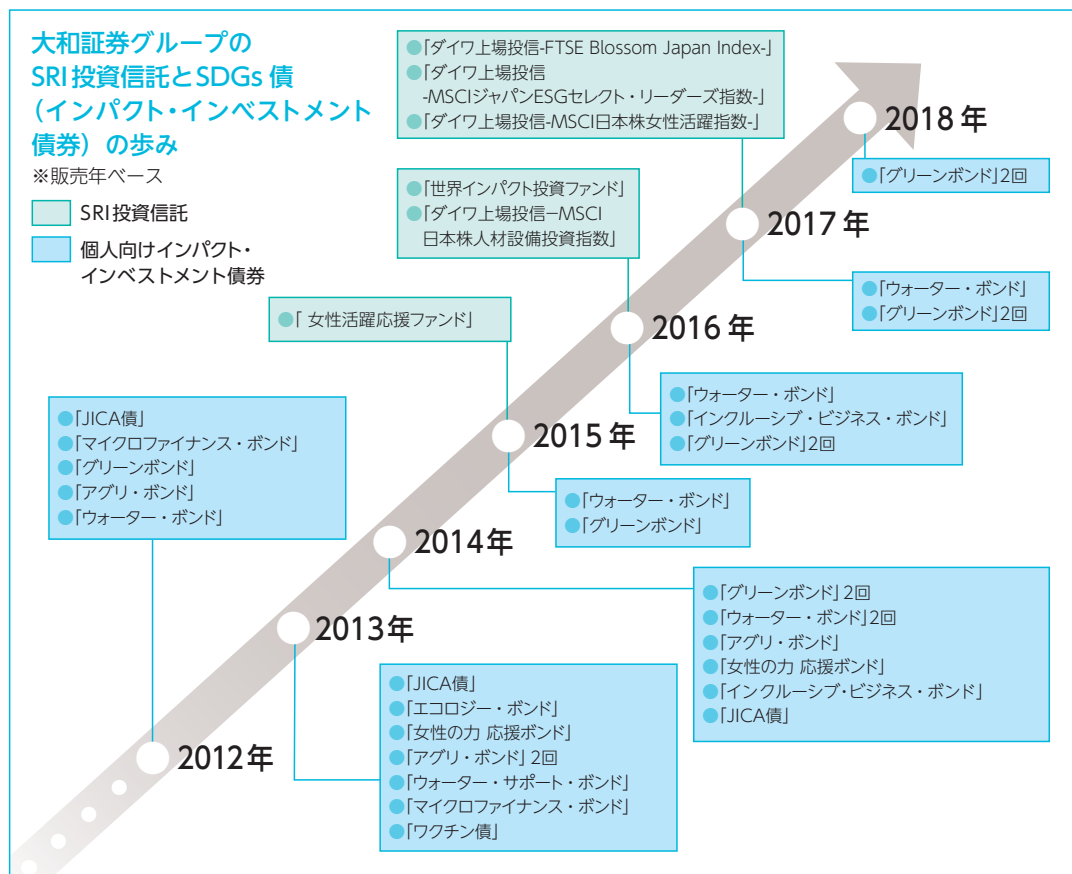 大和証券グループの
SRI投資信託とSDGs 債
（インパクト・インベストメント
債券）の歩み
※販売年ベース
SRI投資信託
個人向けインパクト・
インベストメント債券
●「ダイワ上場投信-FTSE Blossom Japan Index-」
●「ダイワ上場投信
-MSCIジャパンESGセレクト・リーダーズ指数-」
●「ダイワ上場投信-MSCI日本株女性活躍指数-」
2018 年
●「グリーンボンド」2回
●「世界インパクト投資ファンド」
●「ダイワ上場投信−MSCI
日本株人材設備投資指数」
2017 年
●「ウォーター・ボンド」
●「グリーンボンド」2回
●「 女性活躍応援ファンド」
2016 年
●「ウォーター・ボンド」
●「インクルーシブ・ビジネス・ボンド」
●「グリーンボンド」2回
●「JICA債」
●「マイクロファイナンス・ボンド」
●「グリーンボンド」
●「アグリ・ボンド」
●「ウォーター・ボンド」
2015 年
●「ウォーター・ボンド」
●「グリーンボンド」
2014年
●「グリーンボンド」2回
●「ウォーター・ボンド」2回
●「アグリ・ボンド」
●「女性の力 応援ボンド」
●「インクルーシブ・ビジネス・ボンド」
●「JICA債」
2013年
●「JICA債」
●「エコロジー・ボンド」
●「女性の力 応援ボンド」
●「アグリ・ボンド」2回
●「ウォーター・サポート・ボンド」
●「マイクロファイナンス・ボンド」
●「ワクチン債」
2012年